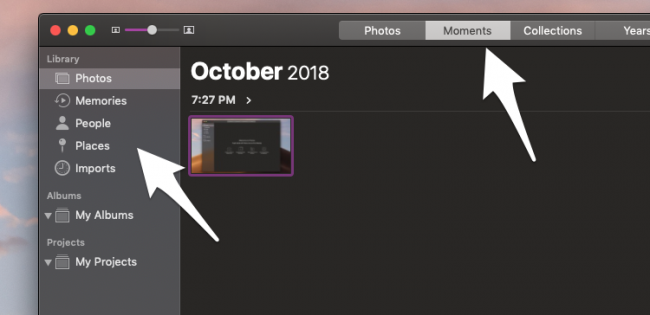 Photos Moments Collections Years
Library
Photos
Memories
People
Places
Imports
Albums
My Albums
Projects
My Projects
October 2018
7:27 PM >